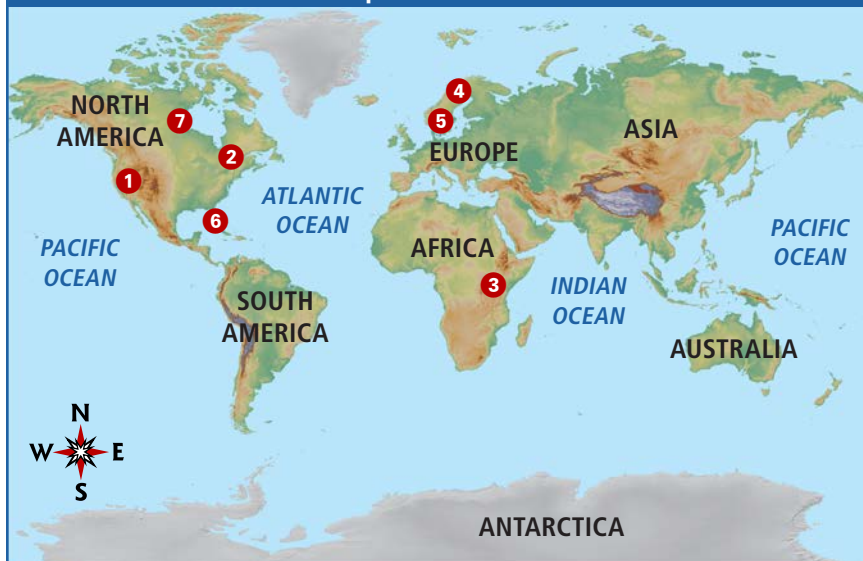 NORTH
AMERICA
7
2
1
6
4
5
EUROPE
ASIA
ATLANTIC
OCEAN
PACIFIC
OCEAN
AFRICA
3
SOUTH
AMERICA
INDIAN
OCEAN
PACIFIC
OCEAN
AUSTRALIA
N
W E
S
ANTARCTICA